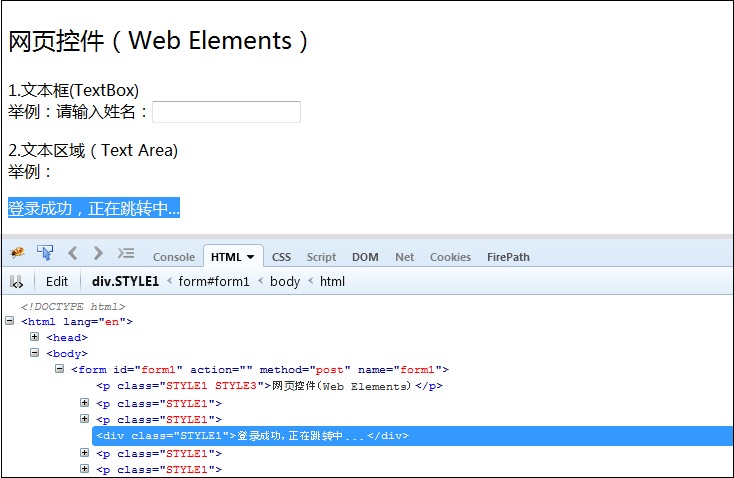 网页控件（Web Elements）
1.文本框(TextBox)
举例：请输入姓名：
2.文本区域（Text Area)
举例：
登录成功，正在跳转中...
Console HTML CSS Script DOM Net Cookies FirePath
Edit div.STYLE1 < form#form1 < body < html
<!DOCTYPE html>
<html lang="en">
<head>
<body>
<form id="form1" action="" method="post" name="form1">
<p class="STYLE1 STYLE3">网页控件(Web Elements)</p>
<p class="STYLE1">
<p class="STYLE1">
<div class="STYLE1">登录成功,正在跳转中...</div>
<p class="STYLE1">
<p class="STYLE1">